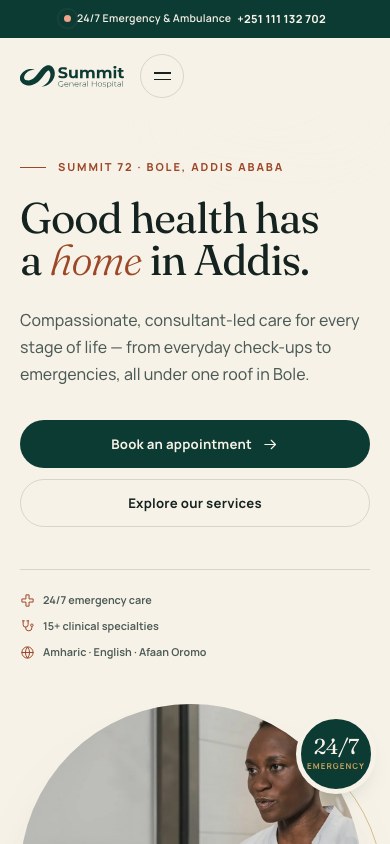 24/7 Emergency & Ambulance +251 111 132 702
Summit
General Hospital
SUMMIT 72 · BOLE, ADDIS ABABA
Good health has
a home in Addis.
Compassionate, consultant-led care for every
stage of life — from everyday check-ups to
emergencies, all under one roof in Bole.
Book an appointment →
Explore our services
24/7 emergency care
15+ clinical specialties
Amharic · English · Afaan Oromo
24/7
EMERGENCY